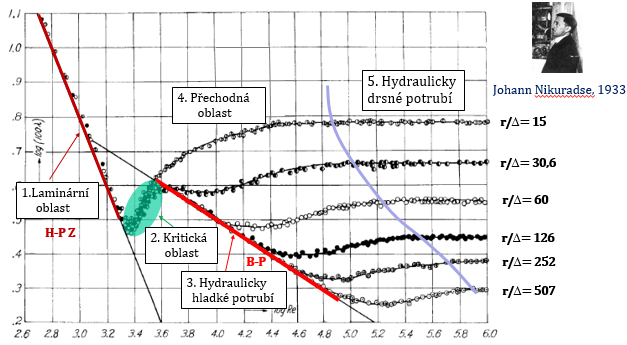 1.1
1.0
.9
.8
.7
.6
.5
.4
.3
.2
log (100 λ)
2.6 2.8 3.0 3.2 3.4 3.6 3.8 4.0 4.2 4.4 4.6 4.8 5.0 5.2 5.4 5.6 5.8 6.0
log Re
1.Laminární
oblast
H-P Z
2. Kritická
oblast
B-P
3. Hydraulicky
hladké potrubí
4. Přechodná
oblast
5. Hydraulicky
drsné potrubí
Johann Nikuradse, 1933
r/Δ= 15
r/Δ= 30,6
r/Δ= 60
r/Δ= 126
r/Δ= 252
r/Δ= 507